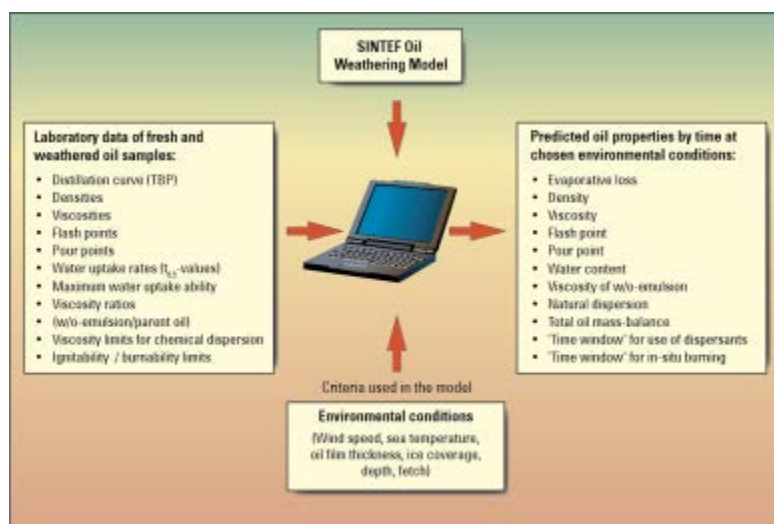 SINTEF Oil
Weathering Model
Laboratory data of fresh and
weathered oil samples:
• Distillation curve (TBP)
• Densities
• Viscosities
• Flash points
• Pour points
• Water uptake rates (t0.5-values)
• Maximum water uptake ability
• Viscosity ratios
• (w/o-emulsion/parent oil)
• Viscosity limits for chemical dispersion
• Ignitability / burnability limits
Predicted oil properties by time at
chosen environmental conditions:
• Evaporative loss
• Density
• Viscosity
• Flash point
• Pour point
• Water content
• Viscosity of w/o-emulsion
• Natural dispersion
• Total oil mass-balance
• "Time window" for use of dispersants
• "Time window" for in-situ burning
Criteria used in the model
Environmental conditions
(Wind speed, sea temperature,
oil film thickness, ice coverage,
depth, fetch)